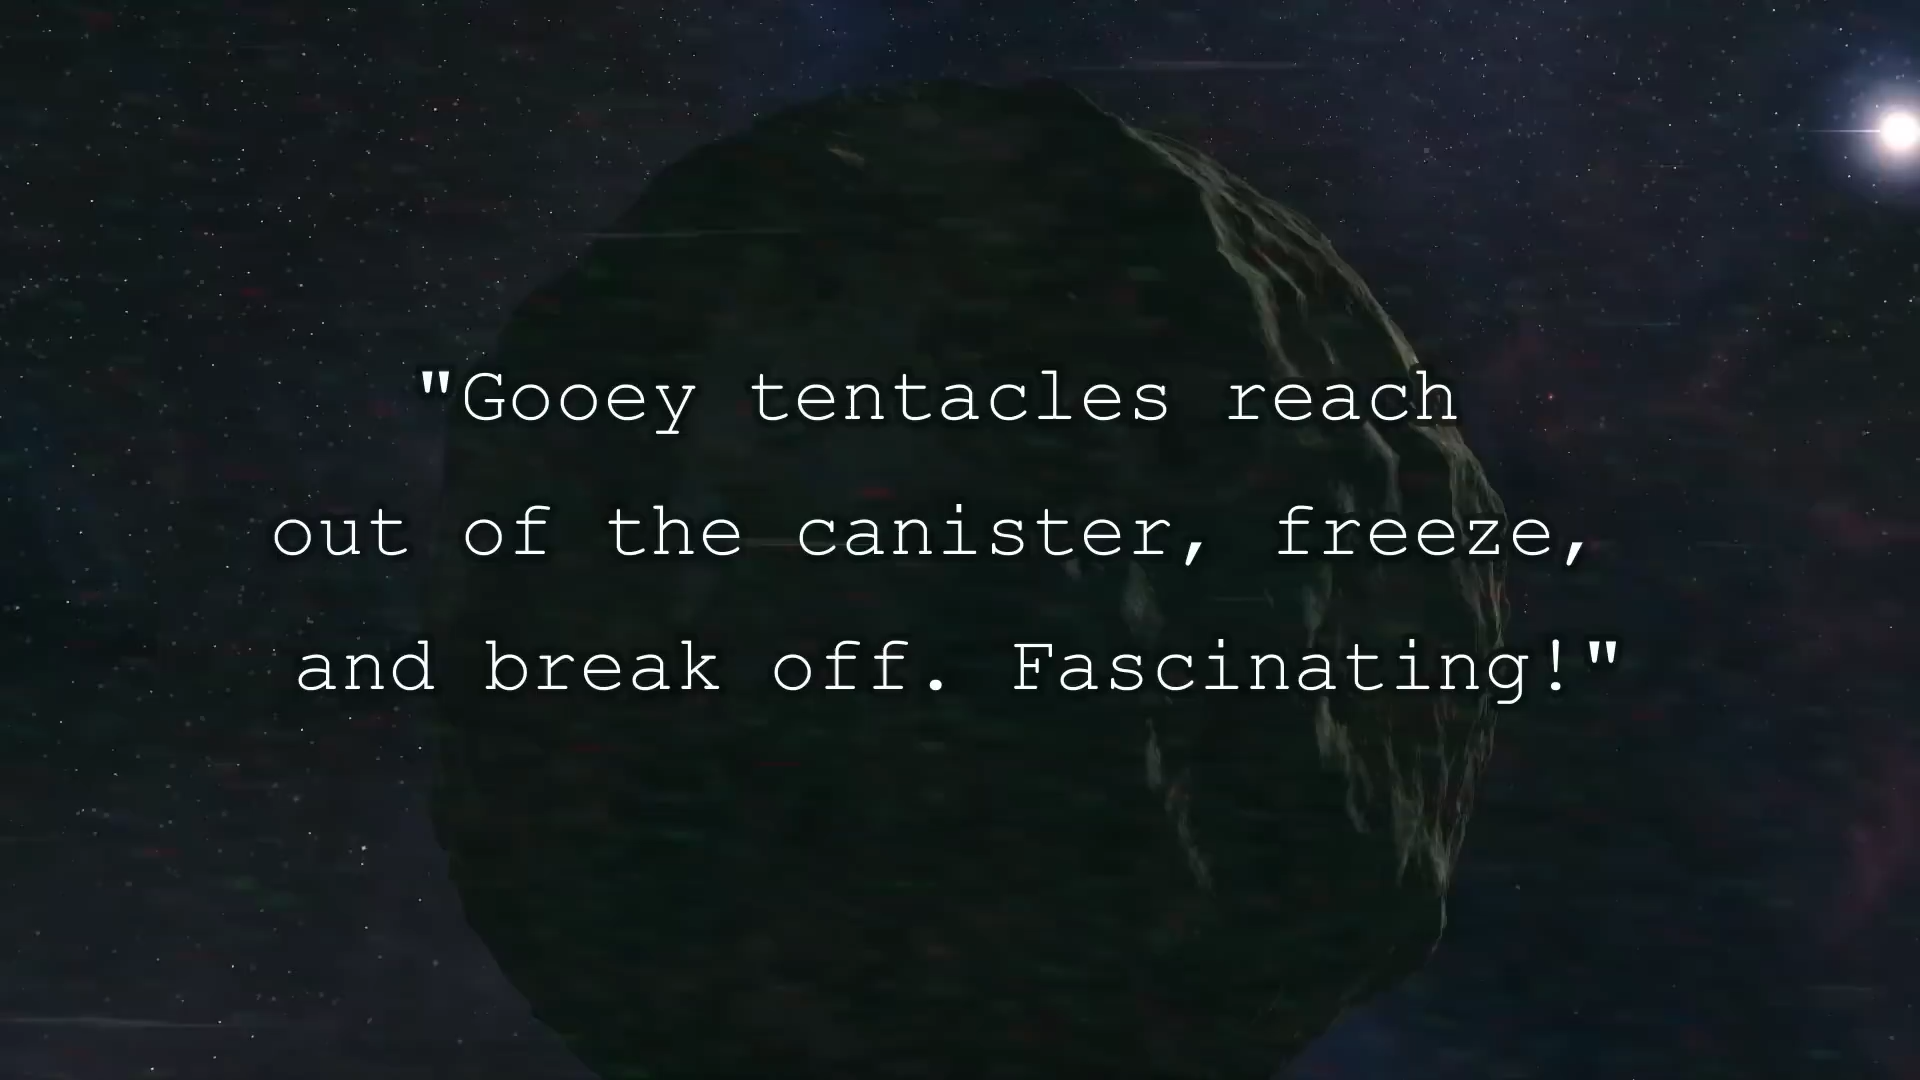 "Gooey tentacles reach
out of the canister, freeze,
and break off. Fascinating!"